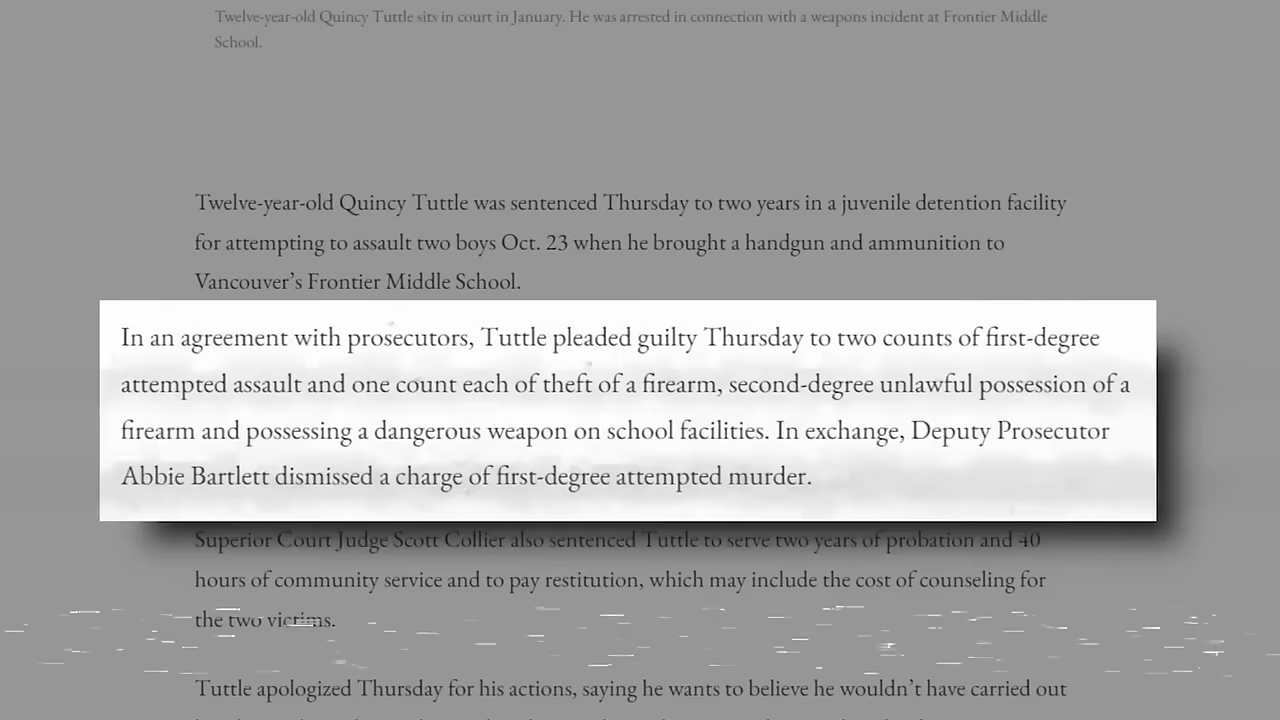 Twelve-year-old Quincy Tuttle sits in court in January. He was arrested in connection with a weapons incident at Frontier Middle
School.
Twelve-year-old Quincy Tuttle was sentenced Thursday to two years in a juvenile detention facility
for attempting to assault two boys Oct. 23 when he brought a handgun and ammunition to
Vancouver’s Frontier Middle School.
In an agreement with prosecutors, Tuttle pleaded guilty Thursday to two counts of first-degree
attempted assault and one count each of theft of a firearm, second-degree unlawful possession of a
firearm and possessing a dangerous weapon on school facilities. In exchange, Deputy Prosecutor
Abbie Bartlett dismissed a charge of first-degree attempted murder.
Superior Court Judge Scott Collier also sentenced Tuttle to serve two years of probation and 40
hours of community service and to pay restitution, which may include the cost of counseling for
the two victims.
Tuttle apologized Thursday for his actions, saying he wants to believe he wouldn’t have carried out